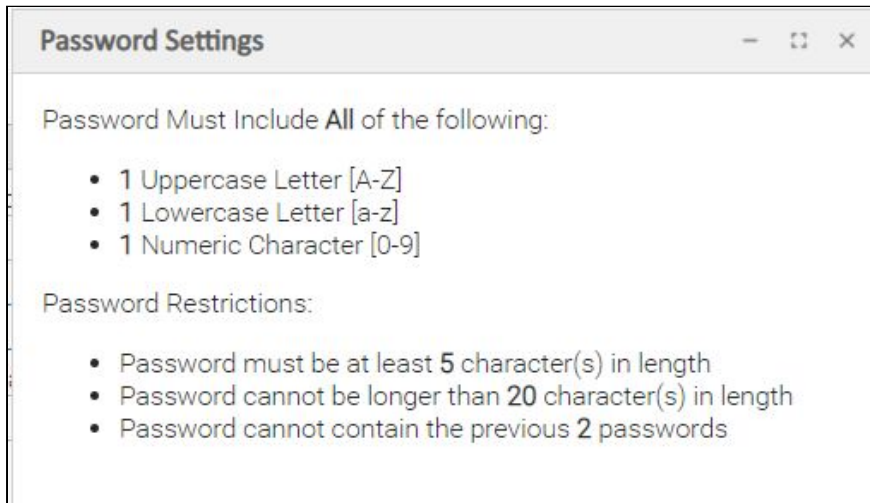 Password Settings
Password Must Include All of the following:
• 1 Uppercase Letter [A-Z]
• 1 Lowercase Letter [a-z]
• 1 Numeric Character [0-9]
Password Restrictions:
• Password must be at least 5 character(s) in length
• Password cannot be longer than 20 character(s) in length
• Password cannot contain the previous 2 passwords